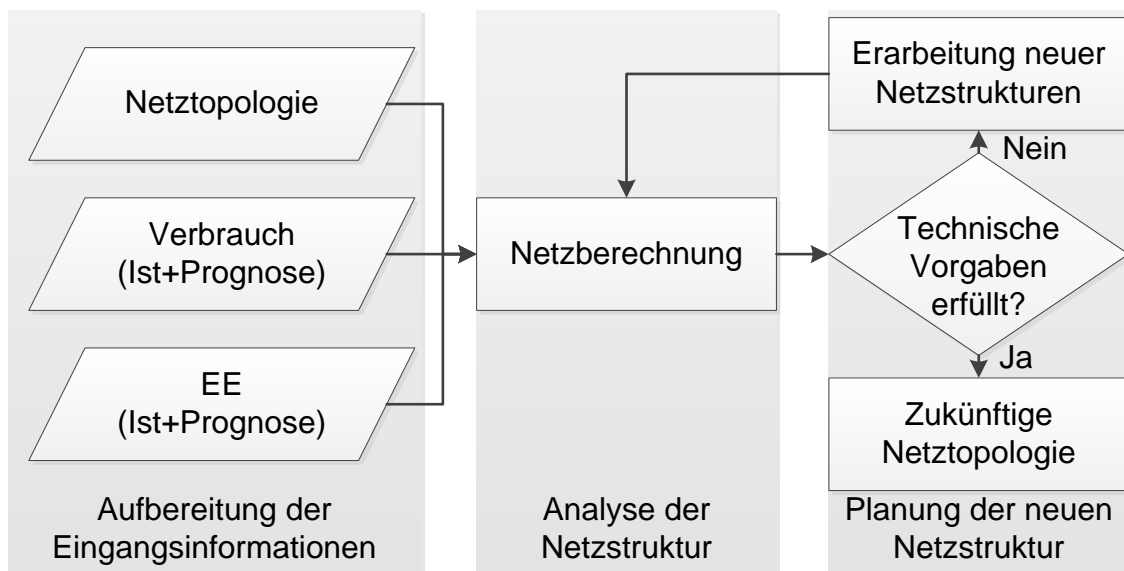 Netztopologie
Verbrauch
(Ist+Prognose)
EE
(Ist+Prognose)
Aufbereitung der
Eingangsinformationen
Netzberechnung
Analyse der
Netzstruktur
Erarbeitung neuer
Netzstrukturen
Nein
Technische
Vorgaben
erfüllt?
Ja
Zukünftige
Netztopologie
Planung der neuen
Netzstruktur